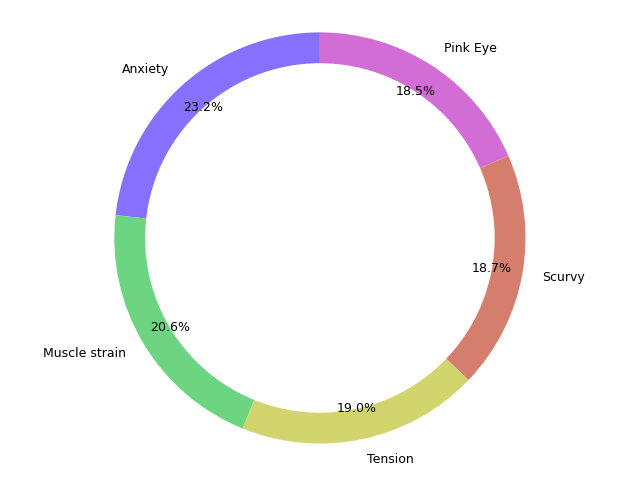 Pink Eye
Anxiety
18.5%
23.2%
18.7%
Scurvy
20.6%
Muscle strain
19.0%
Tension